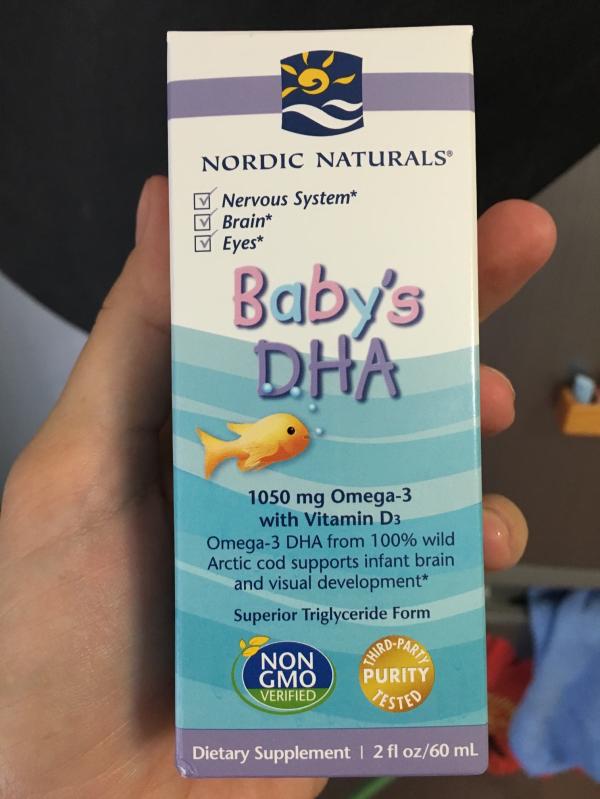 NORDIC NATURALS®
Nervous System*
Brain*
Eyes*
Baby's
DHA
1050 mg Omega-3
with Vitamin D3
Omega-3 DHA from 100% wild
Arctic cod supports infant brain
and visual development*
Superior Triglyceride Form
NON
GMO
VERIFIED
THIRD-PARTY
PURITY
TESTED
Dietary Supplement | 2 fl oz/60 mL